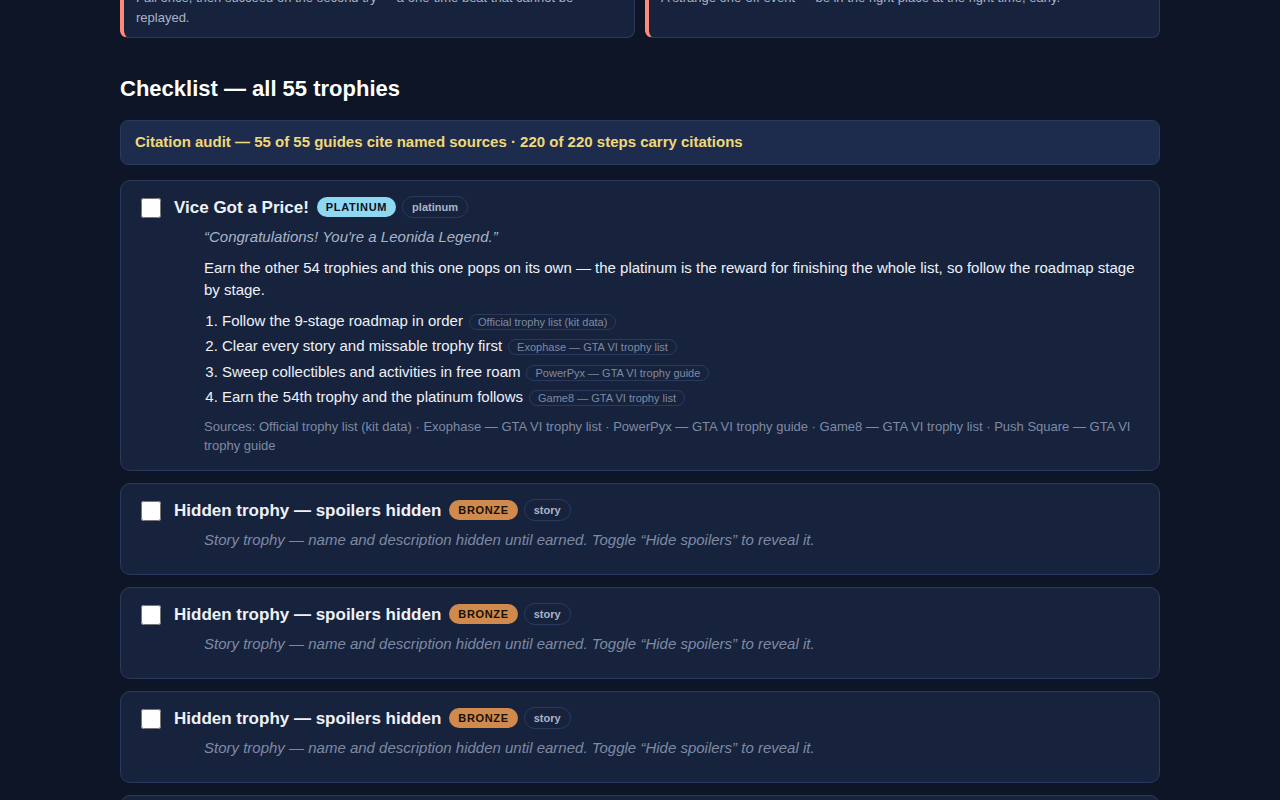 replayed.
Checklist — all 55 trophies
Citation audit — 55 of 55 guides cite named sources · 220 of 220 steps carry citations
Vice Got a Price! PLATINUM platinum
“Congratulations! You're a Leonida Legend.”
Earn the other 54 trophies and this one pops on its own — the platinum is the reward for finishing the whole list, so follow the roadmap stage
by stage.
1. Follow the 9-stage roadmap in order Official trophy list (kit data)
2. Clear every story and missable trophy first Exophase — GTA VI trophy list
3. Sweep collectibles and activities in free roam PowerPyx — GTA VI trophy guide
4. Earn the 54th trophy and the platinum follows Game8 — GTA VI trophy list
Sources: Official trophy list (kit data) · Exophase — GTA VI trophy list · PowerPyx — GTA VI trophy guide · Game8 — GTA VI trophy list · Push Square — GTA VI
trophy guide
Hidden trophy — spoilers hidden BRONZE story
Story trophy — name and description hidden until earned. Toggle “Hide spoilers” to reveal it.
Hidden trophy — spoilers hidden BRONZE story
Story trophy — name and description hidden until earned. Toggle “Hide spoilers” to reveal it.
Hidden trophy — spoilers hidden BRONZE story
Story trophy — name and description hidden until earned. Toggle “Hide spoilers” to reveal it.